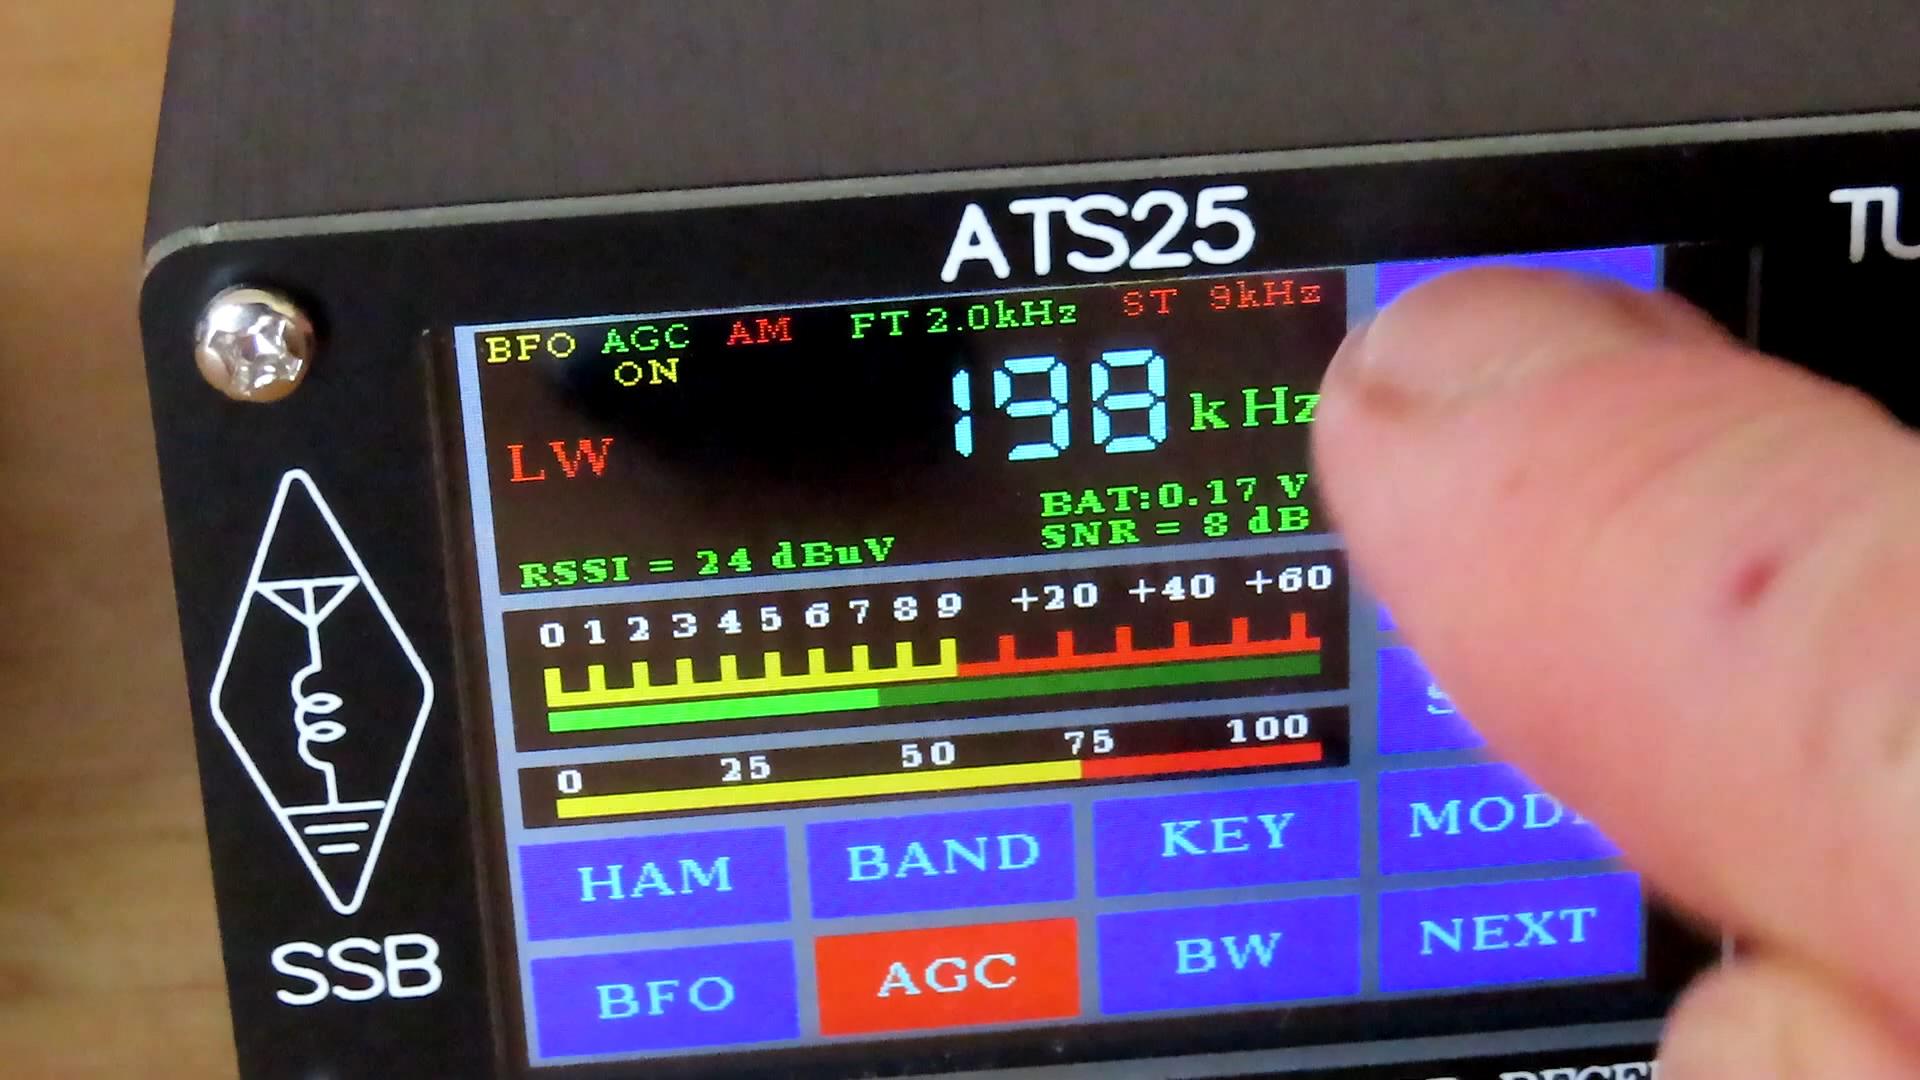 ATS25
TU
BFO AGC AM FT 2.0kHz ST 9kHz
ON
198 kHz
LW
BAT:0.17 V
SNR = 8 dB
RSSI = 24 dBuV
0 1 2 3 4 5 6 7 8 9 +20 +40 +60
0 25 50 75 100
HAM BAND KEY MOD
BFO AGC BW NEXT
SSB